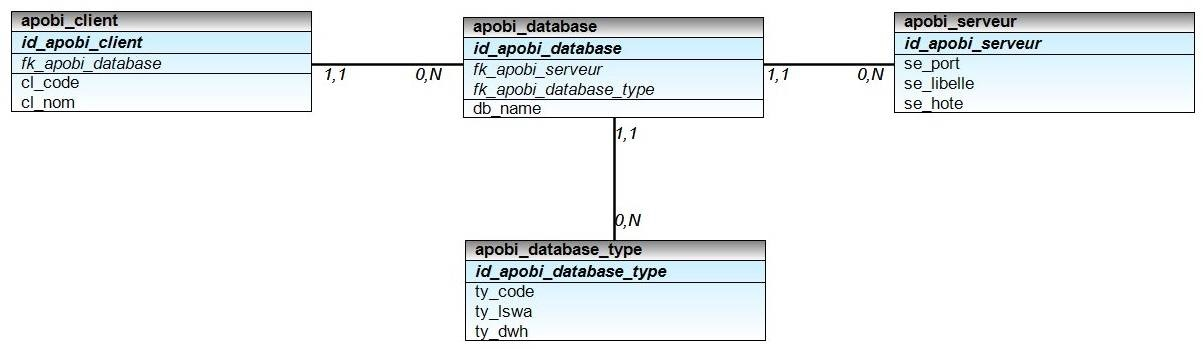 apobi_client
id_apobi_client
fk_apobi_database
cl_code
cl_nom
1,1
0,N
apobi_database
id_apobi_database
fk_apobi_serveur
fk_apobi_database_type
db_name
1,1
0,N
apobi_serveur
id_apobi_serveur
se_port
se_libelle
se_hote
1,1
0,N
apobi_database_type
id_apobi_database_type
ty_code
ty_lswa
ty_dwh